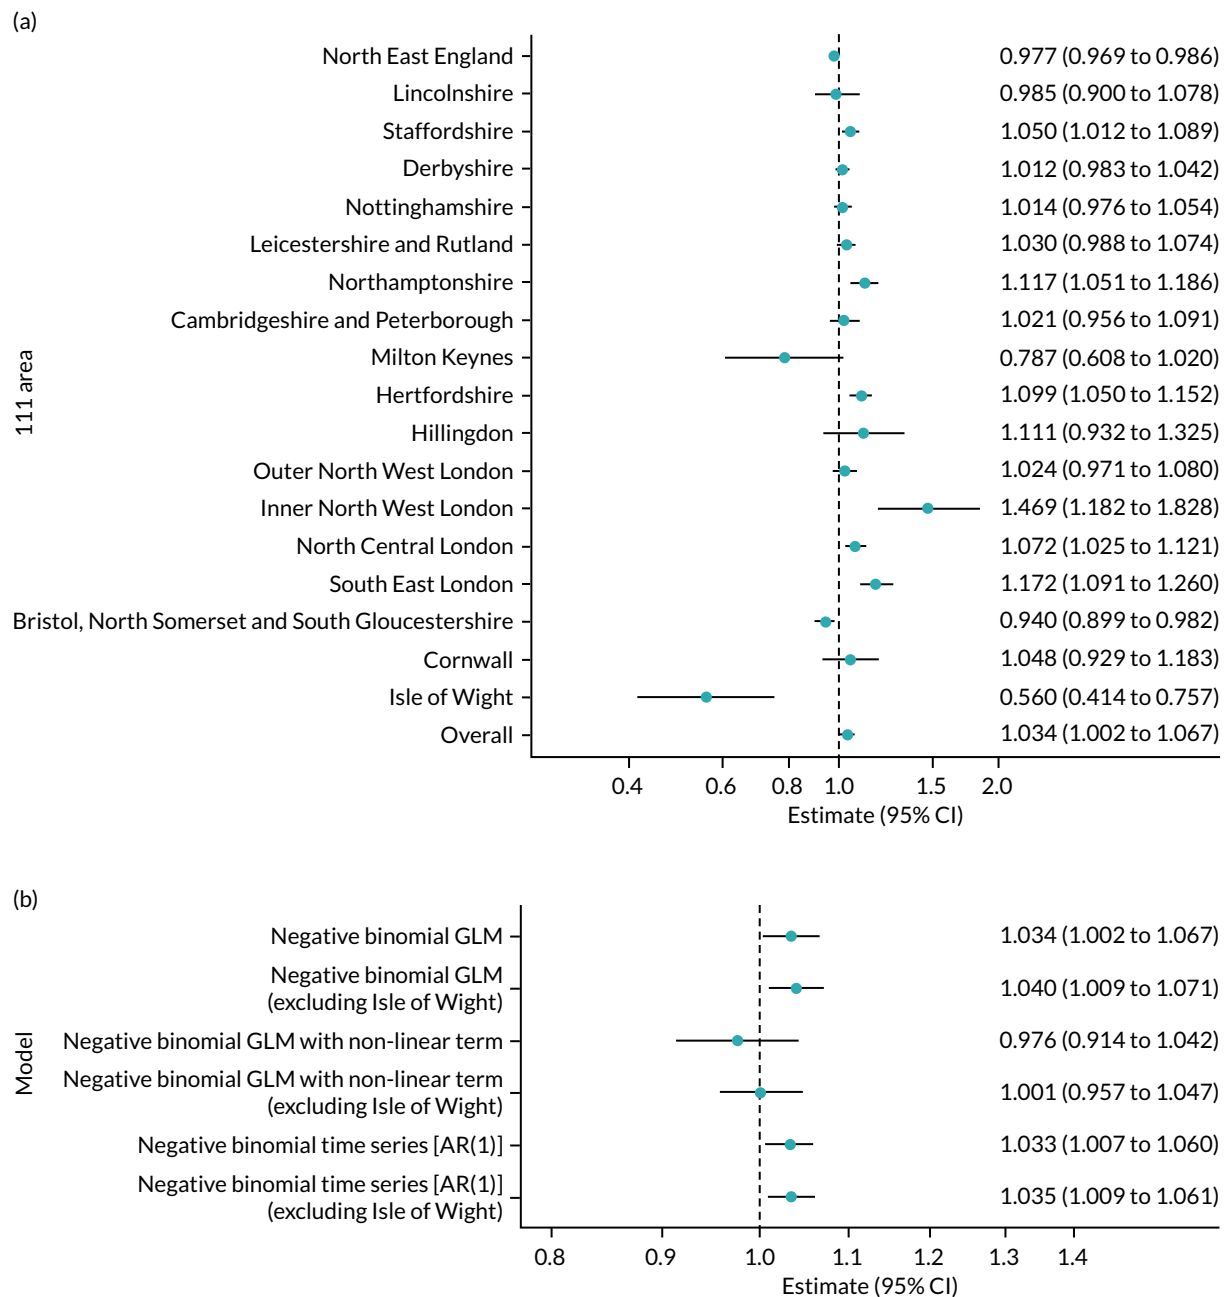 (a)
111 area
North East England 0.977 (0.969 to 0.986)
Lincolnshire 0.985 (0.900 to 1.078)
Staffordshire 1.050 (1.012 to 1.089)
Derbyshire 1.012 (0.983 to 1.042)
Nottinghamshire 1.014 (0.976 to 1.054)
Leicestershire and Rutland 1.030 (0.988 to 1.074)
Northamptonshire 1.117 (1.051 to 1.186)
Cambridgeshire and Peterborough 1.021 (0.956 to 1.091)
Milton Keynes 0.787 (0.608 to 1.020)
Hertfordshire 1.099 (1.050 to 1.152)
Hillingdon 1.111 (0.932 to 1.325)
Outer North West London 1.024 (0.971 to 1.080)
Inner North West London 1.469 (1.182 to 1.828)
North Central London 1.072 (1.025 to 1.121)
South East London 1.172 (1.091 to 1.260)
Bristol, North Somerset and South Gloucestershire 0.940 (0.899 to 0.982)
Cornwall 1.048 (0.929 to 1.183)
Isle of Wight 0.560 (0.414 to 0.757)
Overall 1.034 (1.002 to 1.067)
0.4 0.6 0.8 1.0 1.5 2.0
Estimate (95% CI)
(b)
Model
Negative binomial GLM 1.034 (1.002 to 1.067)
Negative binomial GLM
(excluding Isle of Wight) 1.040 (1.009 to 1.071)
Negative binomial GLM with non-linear term 0.976 (0.914 to 1.042)
Negative binomial GLM with non-linear term
(excluding Isle of Wight) 1.001 (0.957 to 1.047)
Negative binomial time series [AR(1)] 1.033 (1.007 to 1.060)
Negative binomial time series [AR(1)]
(excluding Isle of Wight) 1.035 (1.009 to 1.061)
0.8 0.9 1.0 1.1 1.2 1.3 1.4
Estimate (95% CI)